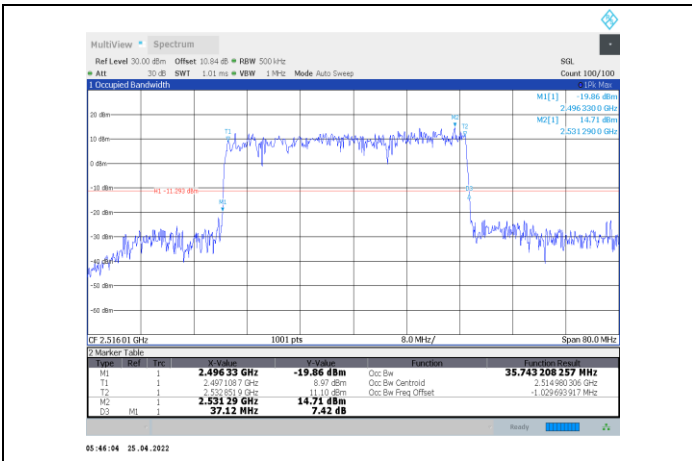 MultiView Spectrum
Ref Level 30.00 dBm Offset 10.84 dB RBW 500 kHz SGL
Att 30 dB SWT 1.01 ms VBW 1 MHz Mode Auto Sweep Count 100/100
1 Occupied Bandwidth 1Pk Max
M1[1] -19.86 dBm
2.496330 0 GHz
M2[1] 14.71 dBm
2.531290 0 GHz
20 dBm
M2
T1 T2
10 dBm
0 dBm
-10 dBm
H1 -11.293 dBm
D3
M1
-20 dBm
-30 dBm
-40 dBm
-50 dBm
-60 dBm
CF 2.51601 GHz 1001 pts 8.0 MHz/ Span 80.0 MHz
2 Marker Table
Type Ref Trc X-Value Y-Value Function Function Result
M1 1 2.496 33 GHz -19.86 dBm Occ Bw 35.743 208 257 MHz
T1 1 2.497 108 7 GHz 8.97 dBm Occ Bw Centroid 2.514 980 306 GHz
T2 1 2.532 851 9 GHz 11.10 dBm Occ Bw Freq Offset -1.029 693 917 MHz
M2 1 2.531 29 GHz 14.71 dBm
D3 M1 1 37.12 MHz 7.42 dB
Ready
05:46:04 25.04.2022